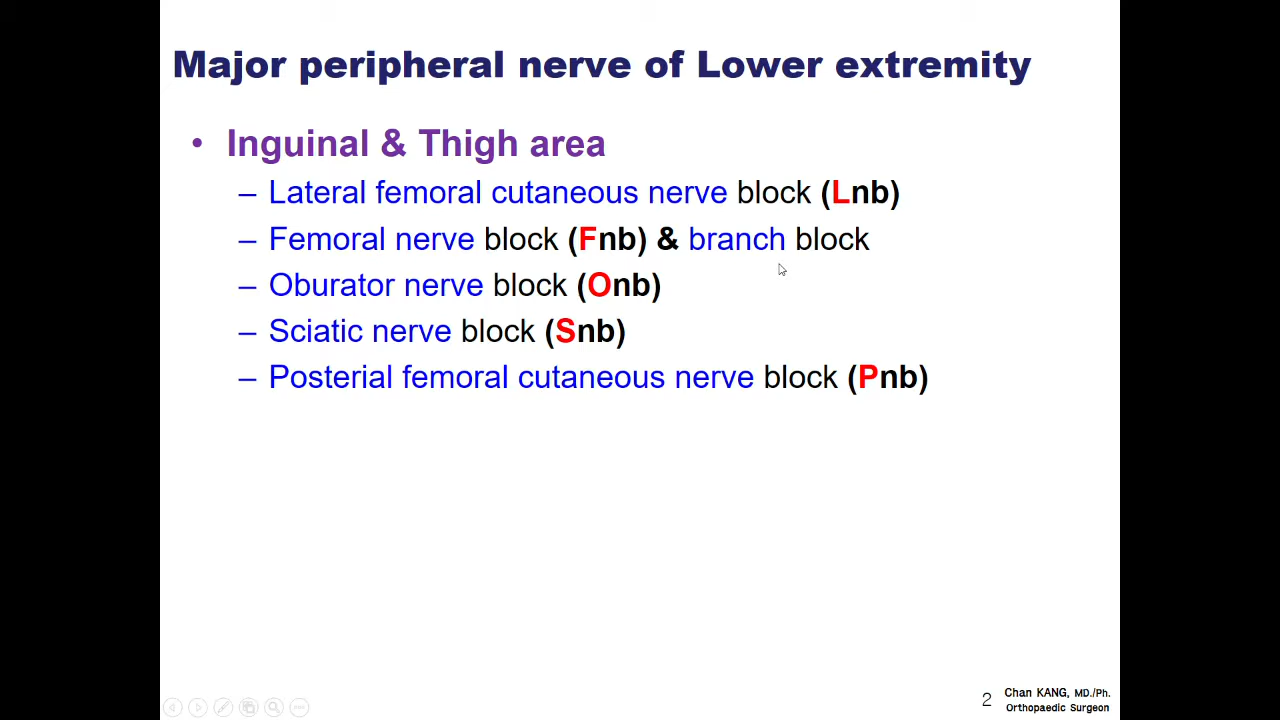 Major peripheral nerve of Lower extremity
• Inguinal & Thigh area
– Lateral femoral cutaneous nerve block (Lnb)
– Femoral nerve block (Fnb) & branch block
– Oburator nerve block (Onb)
– Sciatic nerve block (Snb)
– Posterial femoral cutaneous nerve block (Pnb)
2
Chan KANG, MD./Ph.
Orthopaedic Surgeon